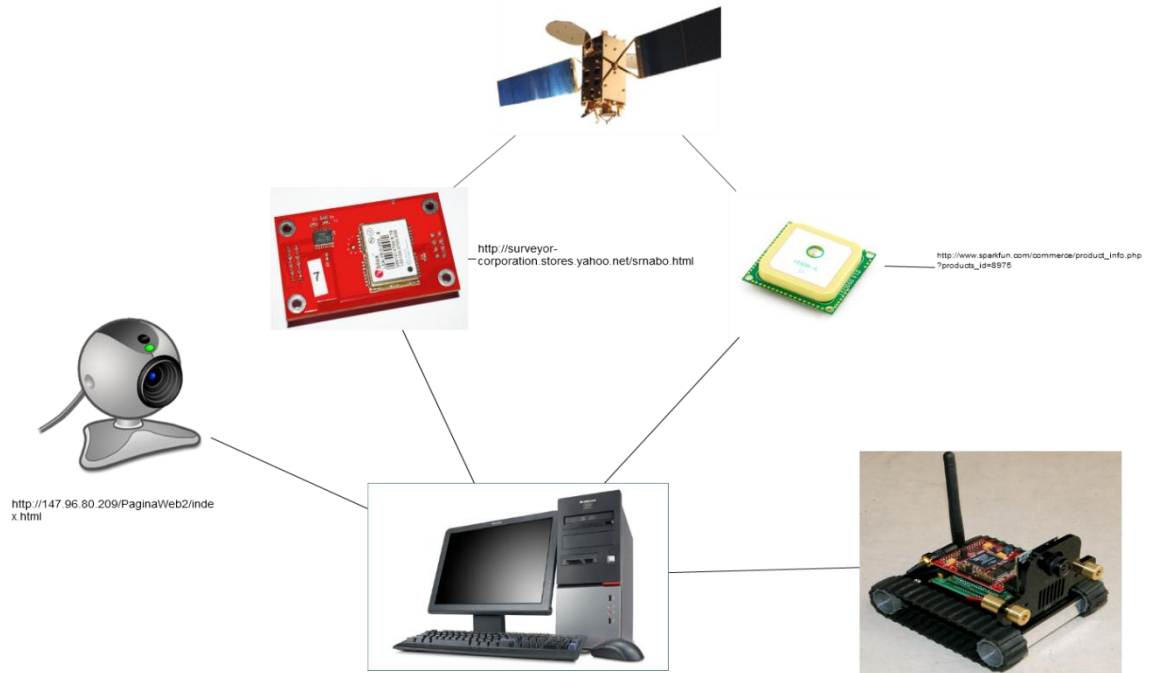 http://surveyor-
corporation.stores.yahoo.net/srnabo.html
http://www.sparkfun.com/commerce/product_info.php
?products_id=8975
7
http://147.96.80.209/PaginaWeb2/inde
x.html